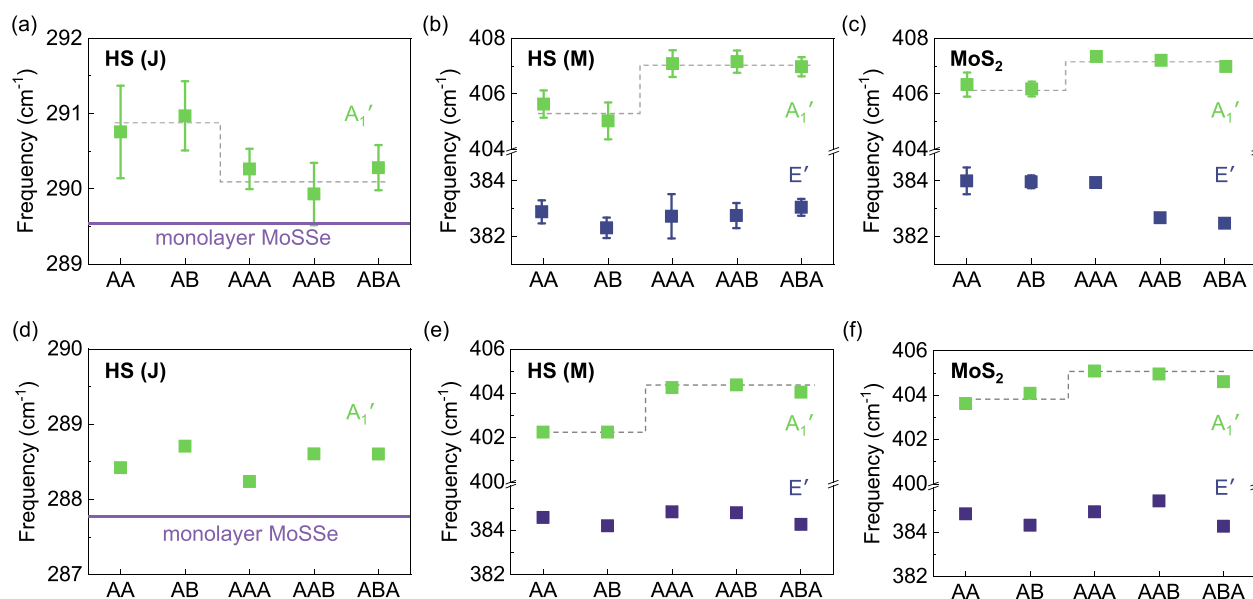 (a)
HS (J)
Frequency (cm⁻¹)
292
291
290
289
A₁′
monolayer MoSSe
AA AB AAA AAB ABA
(b)
HS (M)
Frequency (cm⁻¹)
408
406
404
384
382
A₁′
E′
AA AB AAA AAB ABA
(c)
MoS₂
Frequency (cm⁻¹)
408
406
404
384
382
A₁′
E′
AA AB AAA AAB ABA
(d)
HS (J)
Frequency (cm⁻¹)
290
289
288
287
A₁′
monolayer MoSSe
AA AB AAA AAB ABA
(e)
HS (M)
Frequency (cm⁻¹)
406
404
402
400
384
382
A₁′
E′
AA AB AAA AAB ABA
(f)
MoS₂
Frequency (cm⁻¹)
406
404
402
400
384
382
A₁′
E′
AA AB AAA AAB ABA